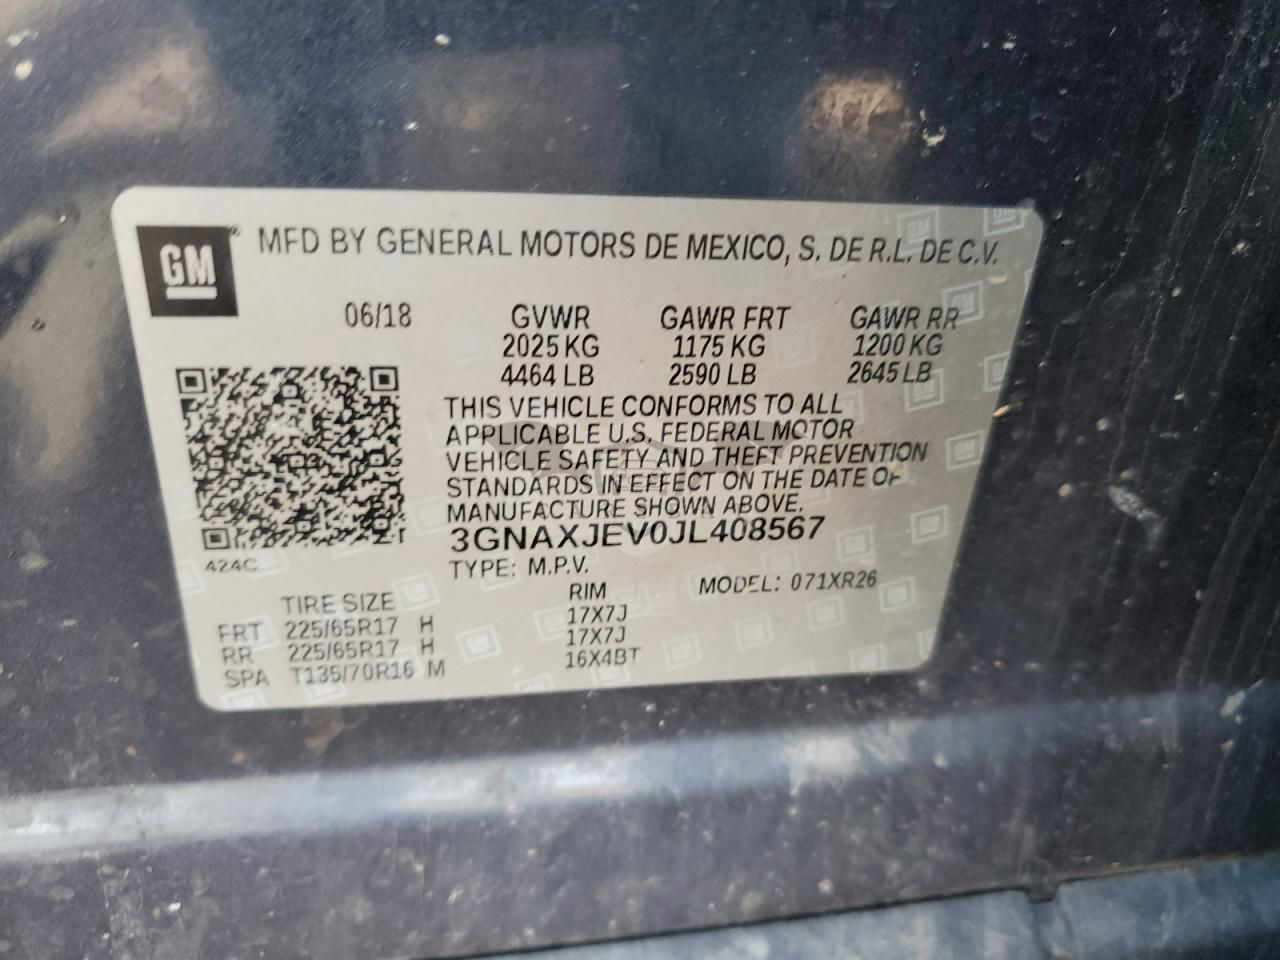 GM® MFD BY GENERAL MOTORS DE MEXICO, S. DE R.L. DE C.V.
06/18 GVWR GAWR FRT GAWR RR
2025 KG 1175 KG 1200 KG
4464 LB 2590 LB 2645 LB
THIS VEHICLE CONFORMS TO ALL
APPLICABLE U.S. FEDERAL MOTOR
VEHICLE SAFETY AND THEFT PREVENTION
STANDARDS IN EFFECT ON THE DATE OF
MANUFACTURE SHOWN ABOVE.
3GNAXJEV0JL408567
424C TYPE: M.P.V. MODEL: 071XR26
TIRE SIZE RIM
FRT 225/65R17 H 17X7J
RR 225/65R17 H 17X7J
SPA T135/70R16 M 16X4BT